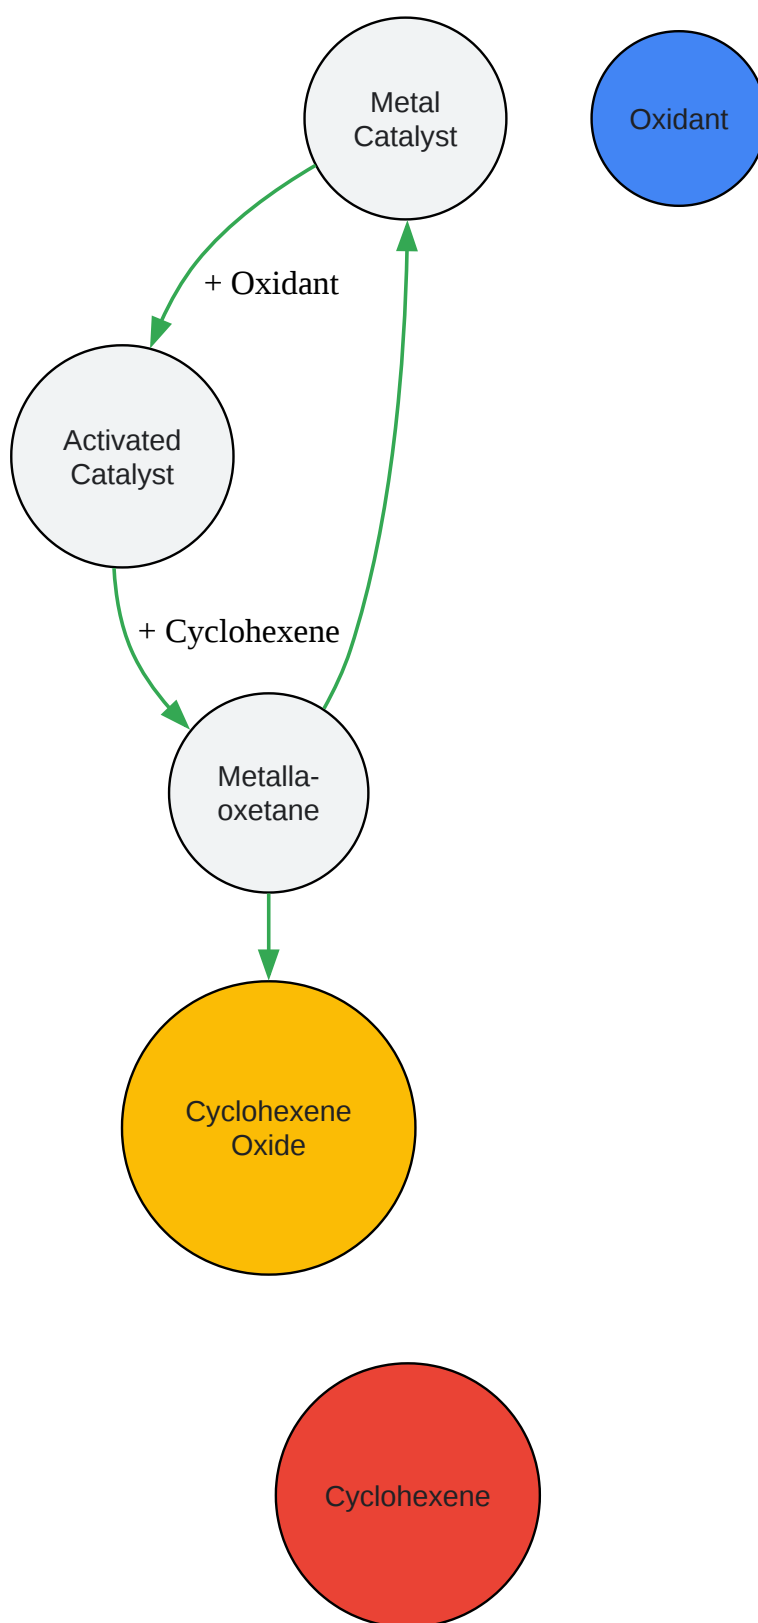 Metal
Catalyst
Oxidant
+ Oxidant
Activated
Catalyst
+ Cyclohexene
Metalla-
oxetane
Cyclohexene
Oxide
Cyclohexene